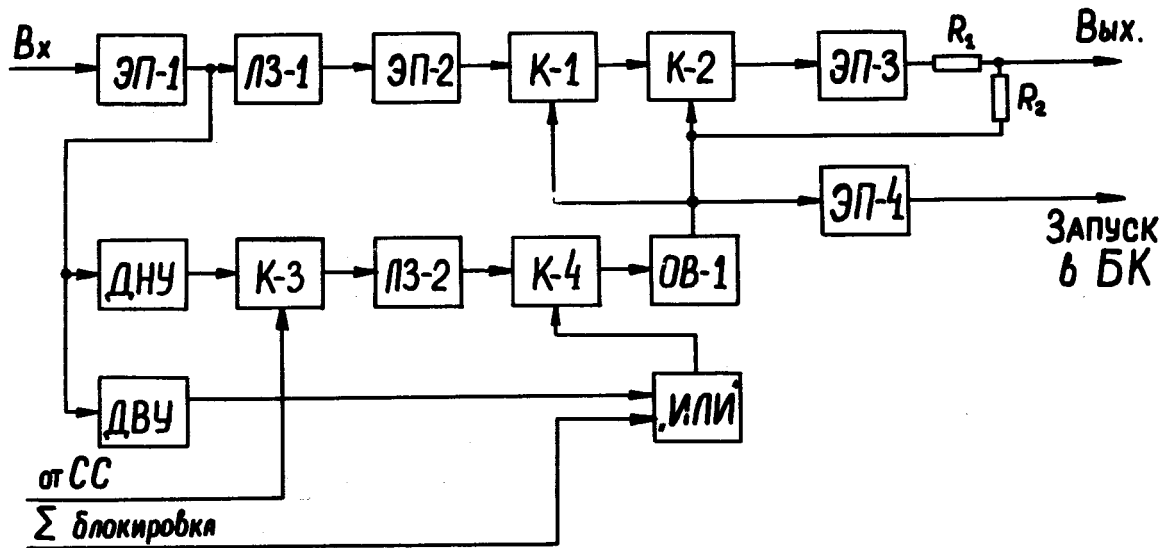 Вх
ЭП-1
ЛЗ-1
ЭП-2
К-1
К-2
ЭП-3
R₁
Вых.
R₂
ЭП-4
Запуск
в БК
ДНУ
К-3
ЛЗ-2
К-4
ОВ-1
ДВУ
„ИЛИ“
от СС
Σ блокировка